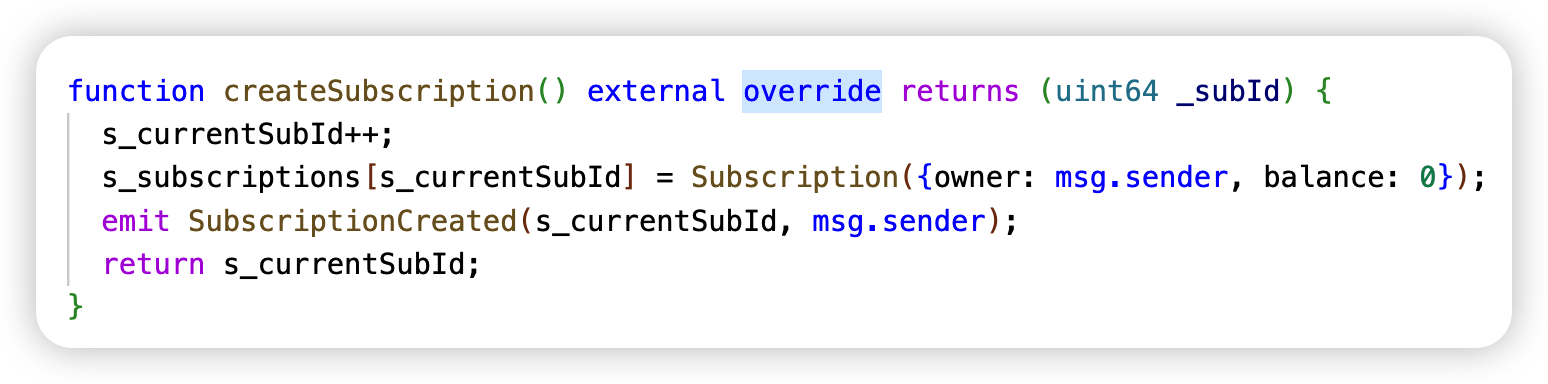 function createSubscription() external override returns (uint64 _subId) {
  s_currentSubId++;
  s_subscriptions[s_currentSubId] = Subscription({owner: msg.sender, balance: 0});
  emit SubscriptionCreated(s_currentSubId, msg.sender);
  return s_currentSubId;
}